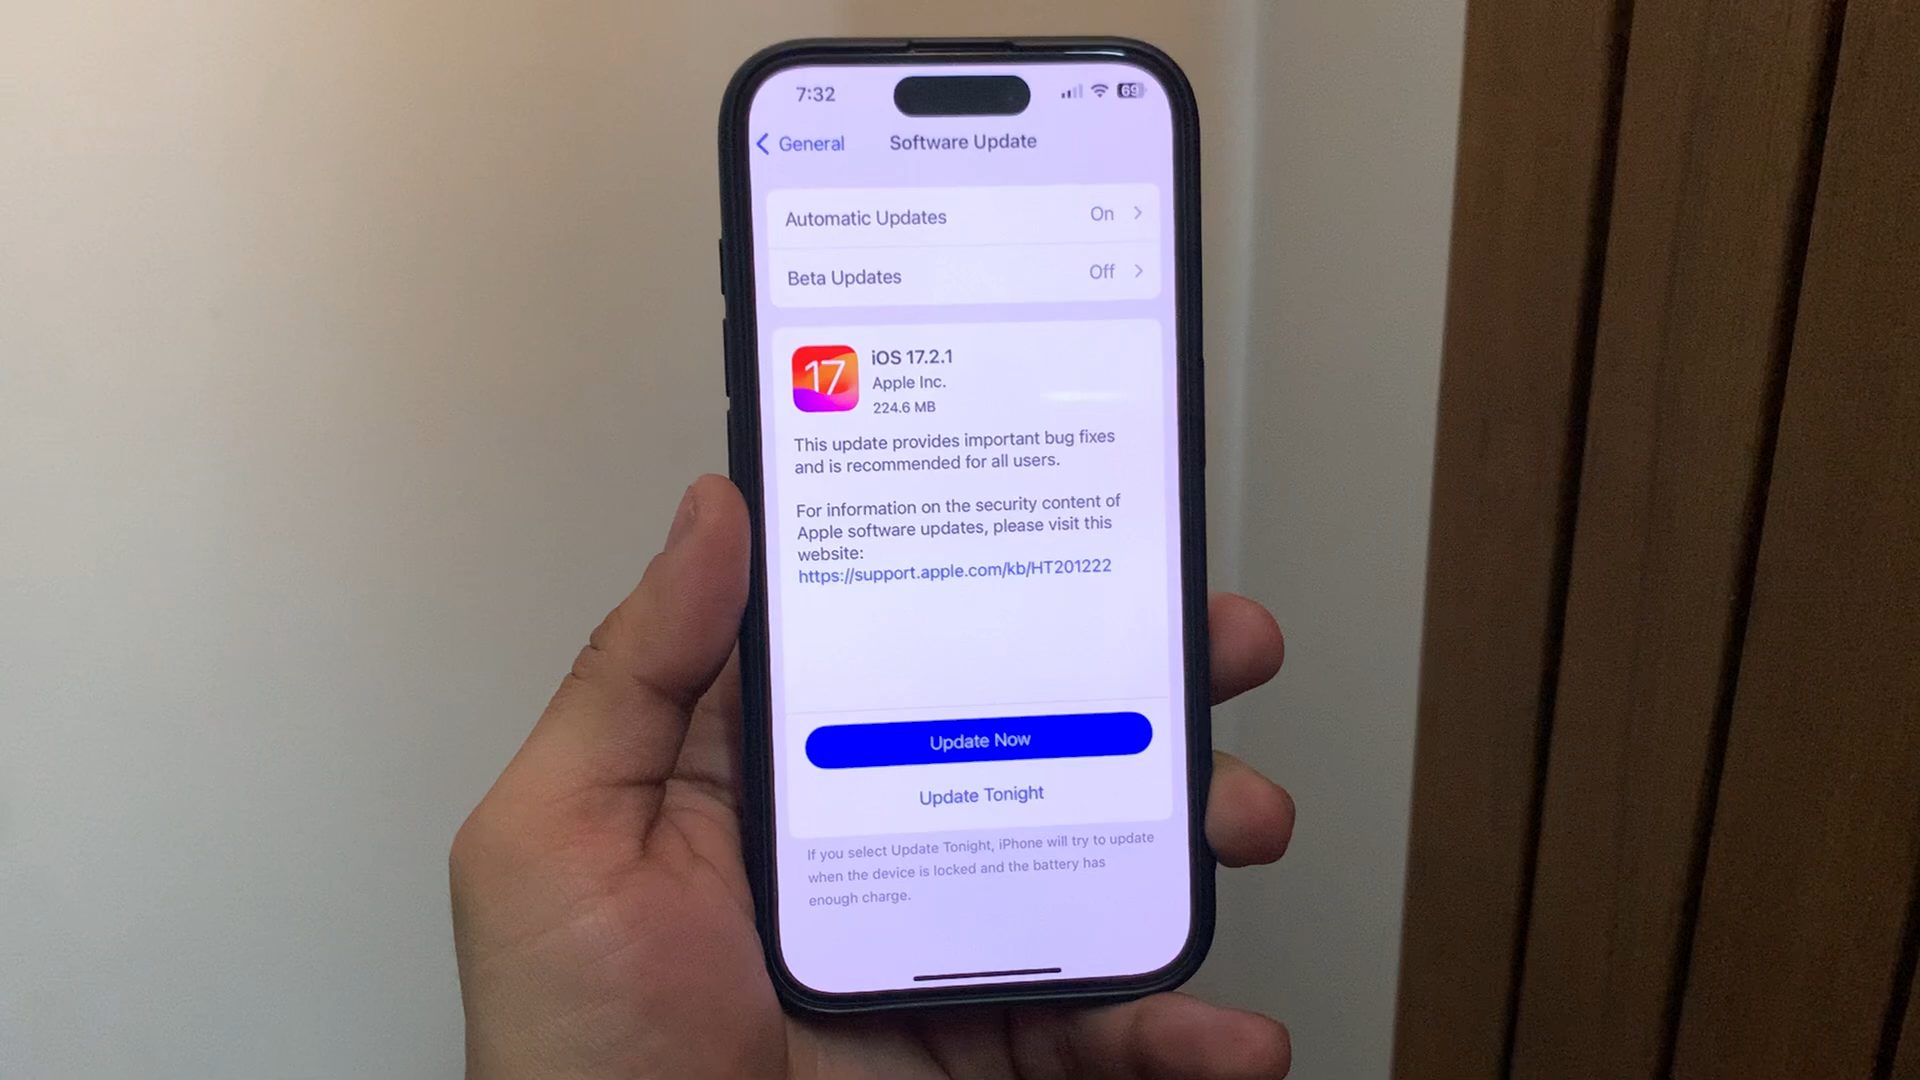 7:32
69
General
Software Update
Automatic Updates On
Beta Updates Off
17
iOS 17.2.1
Apple Inc.
224.6 MB
This update provides important bug fixes
and is recommended for all users.
For information on the security content of
Apple software updates, please visit this
website:
https://support.apple.com/kb/HT201222
Update Now
Update Tonight
If you select Update Tonight, iPhone will try to update
when the device is locked and the battery has
enough charge.